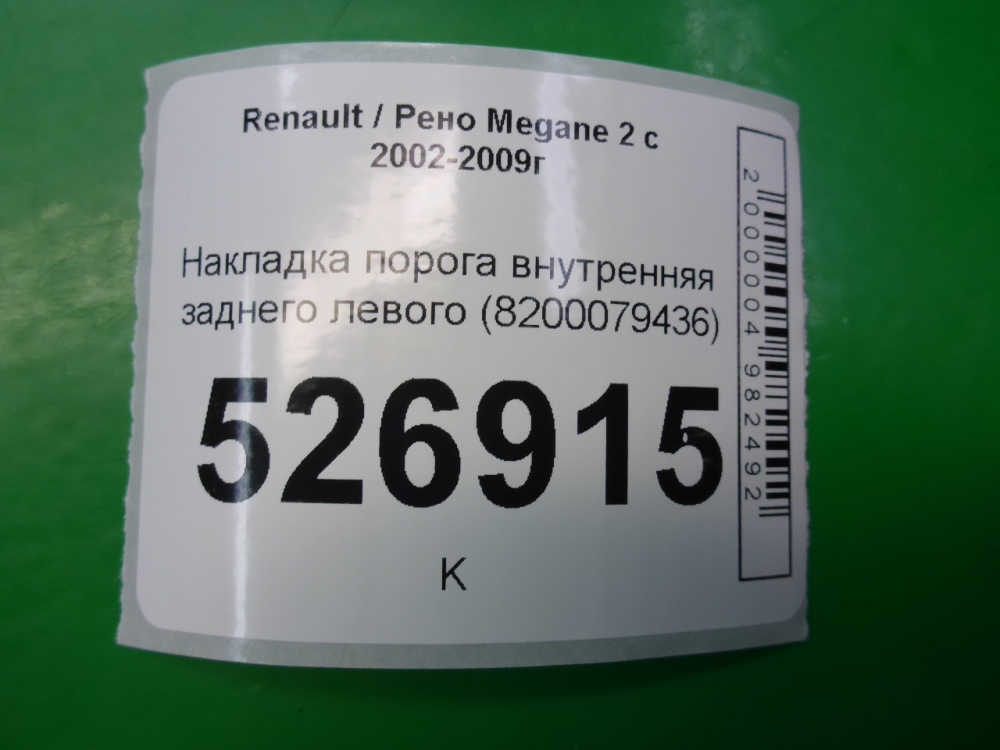 Renault / Рено Megane 2 с
2002-2009г
Накладка порога внутренняя
заднего левого (8200079436)
526915
К
2000004982492